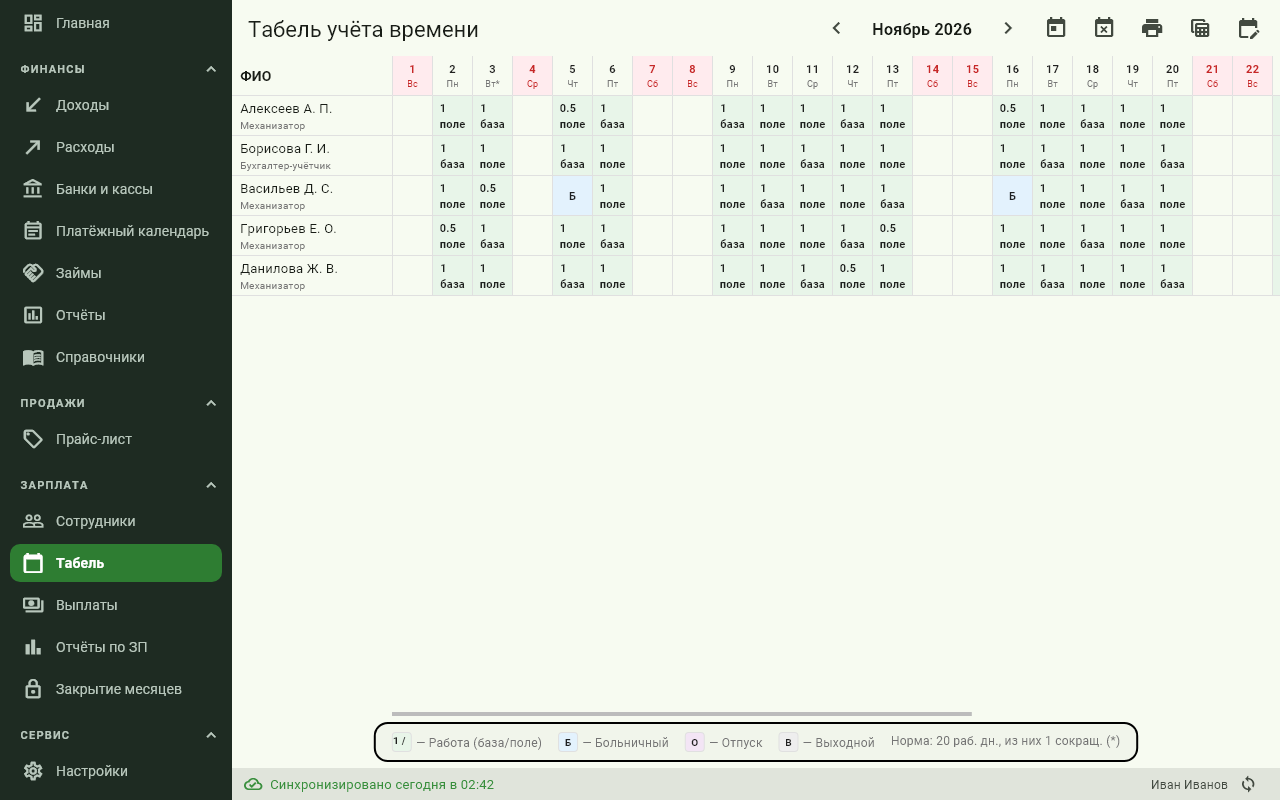 Главная
ФИНАНСЫ
Доходы
Расходы
Банки и кассы
Платёжный календарь
Займы
Отчёты
Справочники
ПРОДАЖИ
Прайс-лист
ЗАРПЛАТА
Сотрудники
Табель
Выплаты
Отчёты по ЗП
Закрытие месяцев
СЕРВИС
Настройки
Табель учёта времени
Ноябрь 2026
ФИО
1 2 3 4 5 6 7 8 9 10 11 12 13 14 15 16 17 18 19 20 21 22
Вс Пн Вт* Ср Чт Пт Сб Вс Пн Вт Ср Чт Пт Сб Вс Пн Вт Ср Чт Пт Сб Вс
Алексеев А. П. 1 1 0.5 1 1 1 1 1 1 0.5 1 1 1 1
Механизатор поле база поле база база поле поле поле поле поле поле поле поле поле
Борисова Г. И. 1 1 1 1 1 1 1 1 1 1 1 1 1 1
Бухгалтер-учётчик база поле база поле поле поле база поле поле поле база поле поле база
Васильев Д. С. 1 0.5 Б 1 1 1 1 1 1 Б 1 1 1 1
Механизатор поле поле поле поле база поле поле база поле поле база поле
Григорьев Е. О. 0.5 1 1 1 1 1 1 1 0.5 1 1 1 1 1
Механизатор поле база поле база база поле база поле поле поле поле база поле поле
Данилова Ж. В. 1 1 1 1 1 1 1 0.5 1 1 1 1 1 1
Механизатор база поле база поле поле поле база поле поле поле база поле поле база
1 / — Работа (база/поле) Б — Больничный О — Отпуск В — Выходной Норма: 20 раб. дн., из них 1 сокращ. (*)
Синхронизировано сегодня в 02:42
Иван Иванов